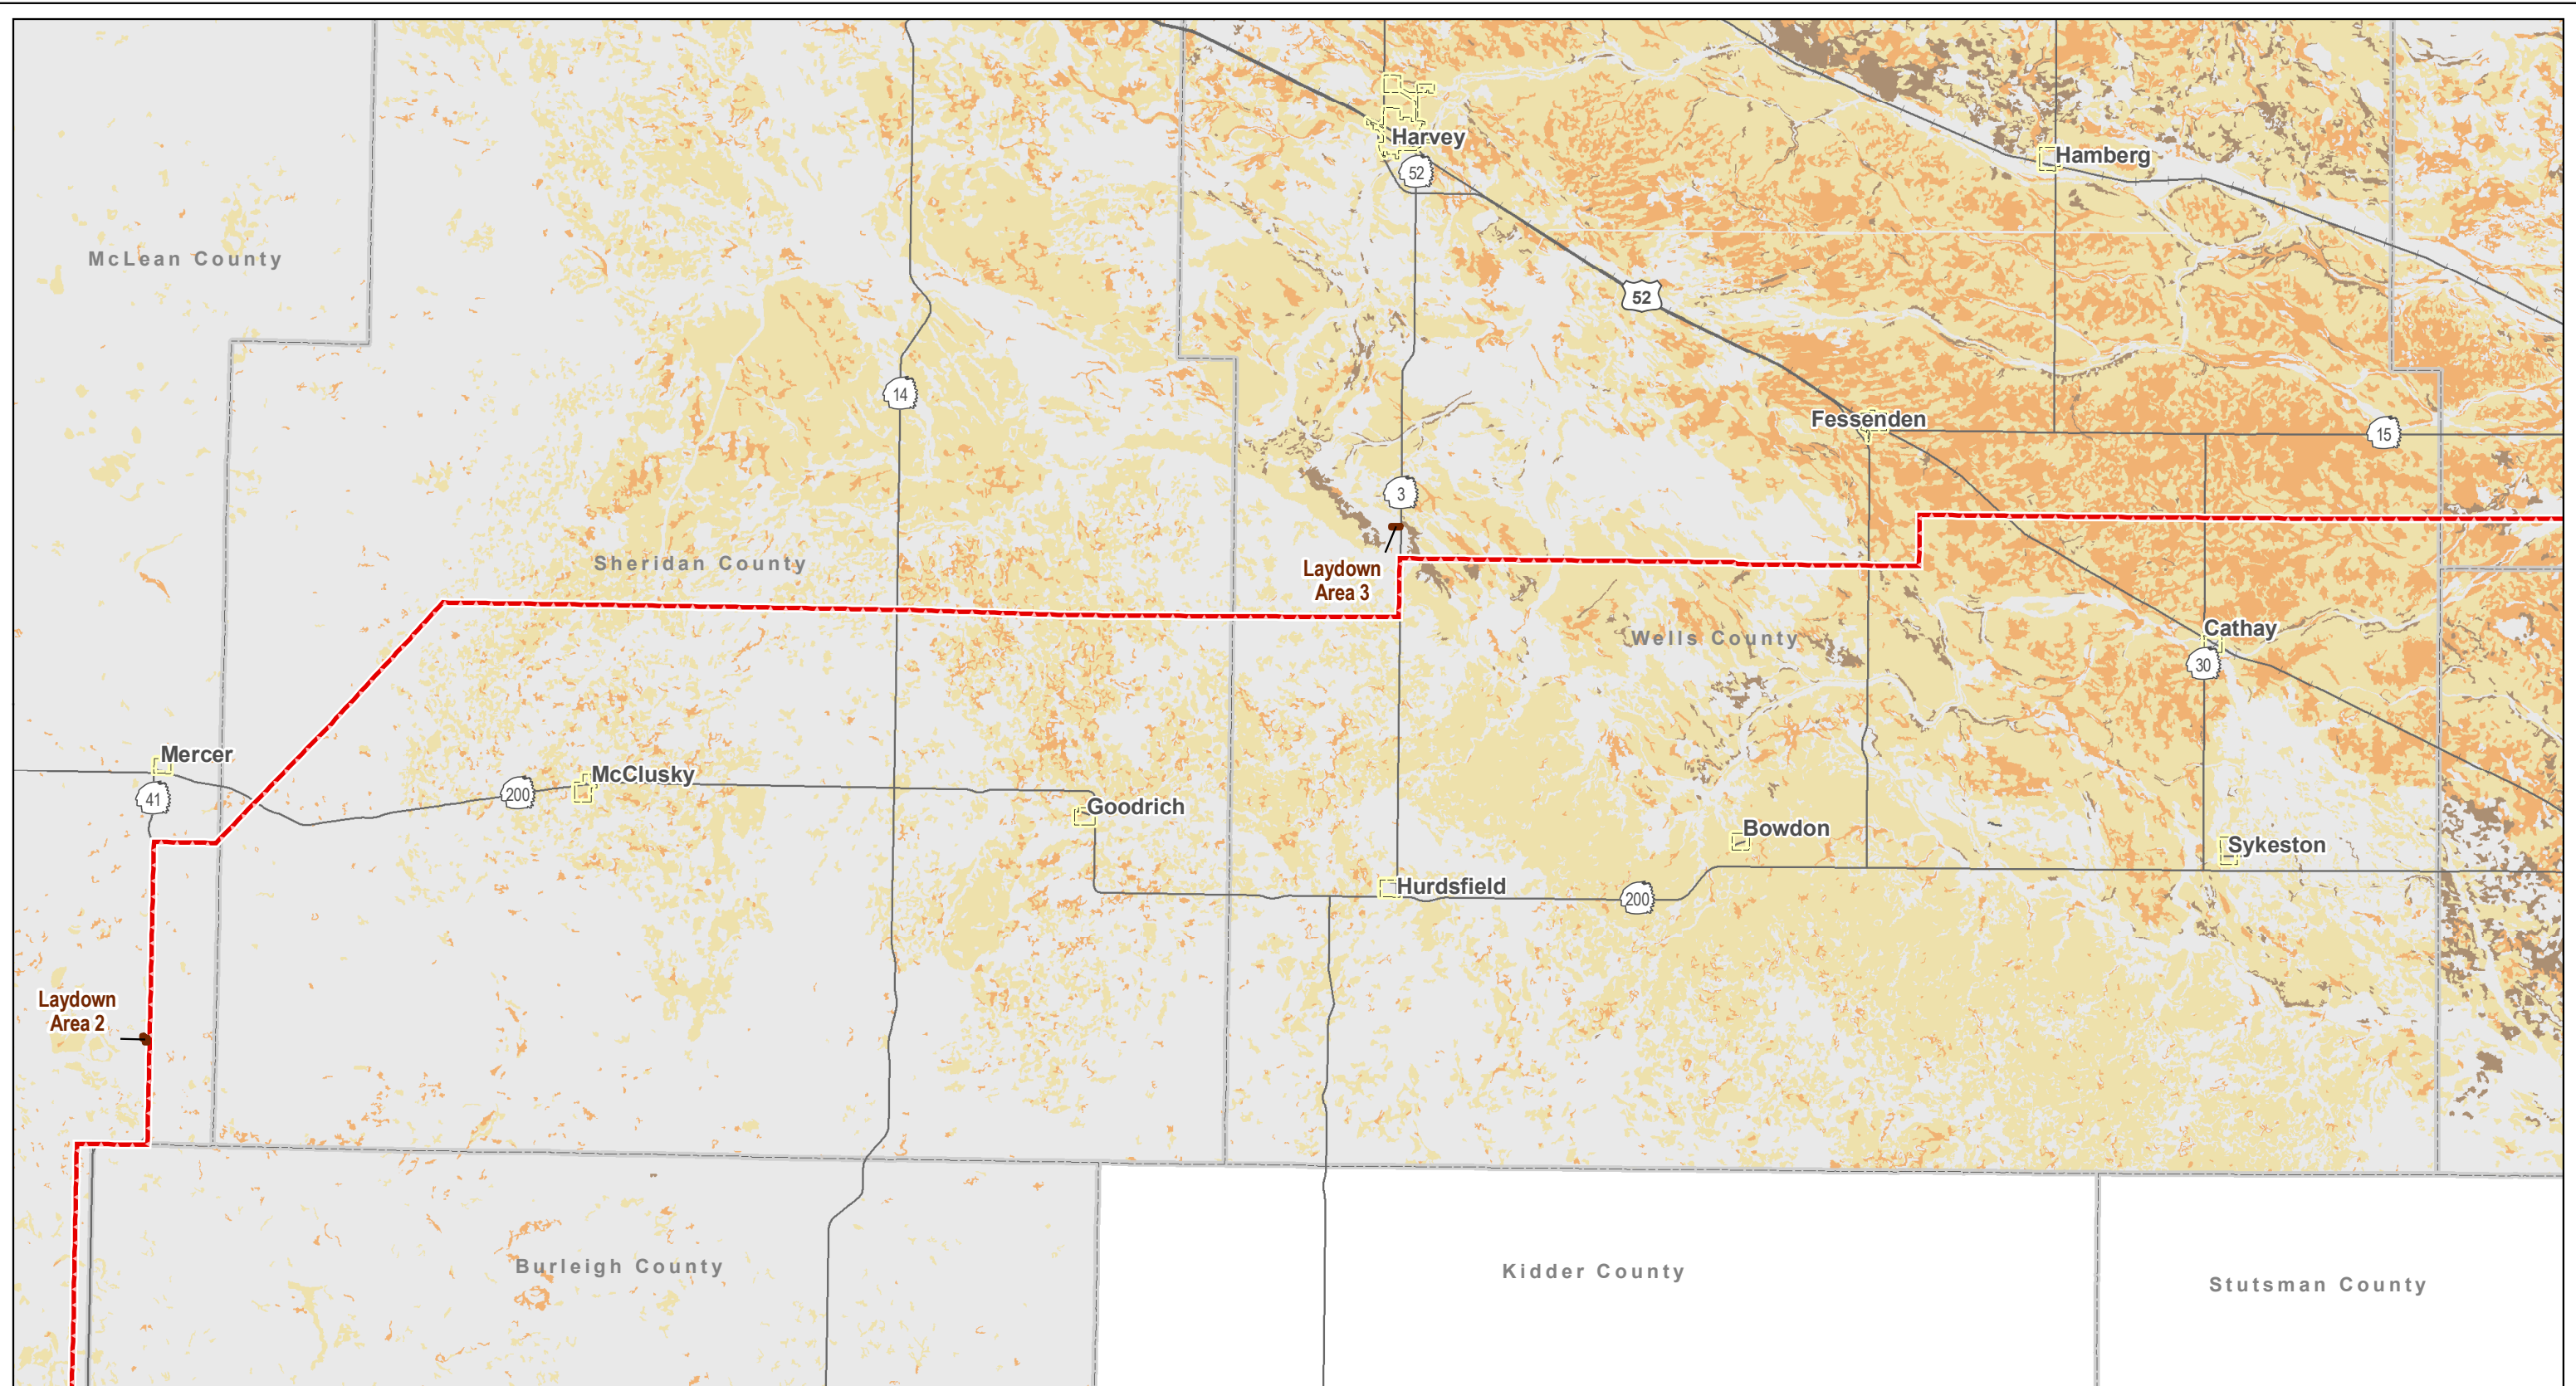 Harvey
Hamberg
52
McLean County
52
14
Fessenden
15
3
Sheridan County
Laydown
Area 3
Wells County
Cathay
30
Mercer
McClusky
41
200
Goodrich
Bowdon
Sykeston
Hurdsfield
200
Laydown
Area 2
Burleigh County
Kidder County
Stutsman County